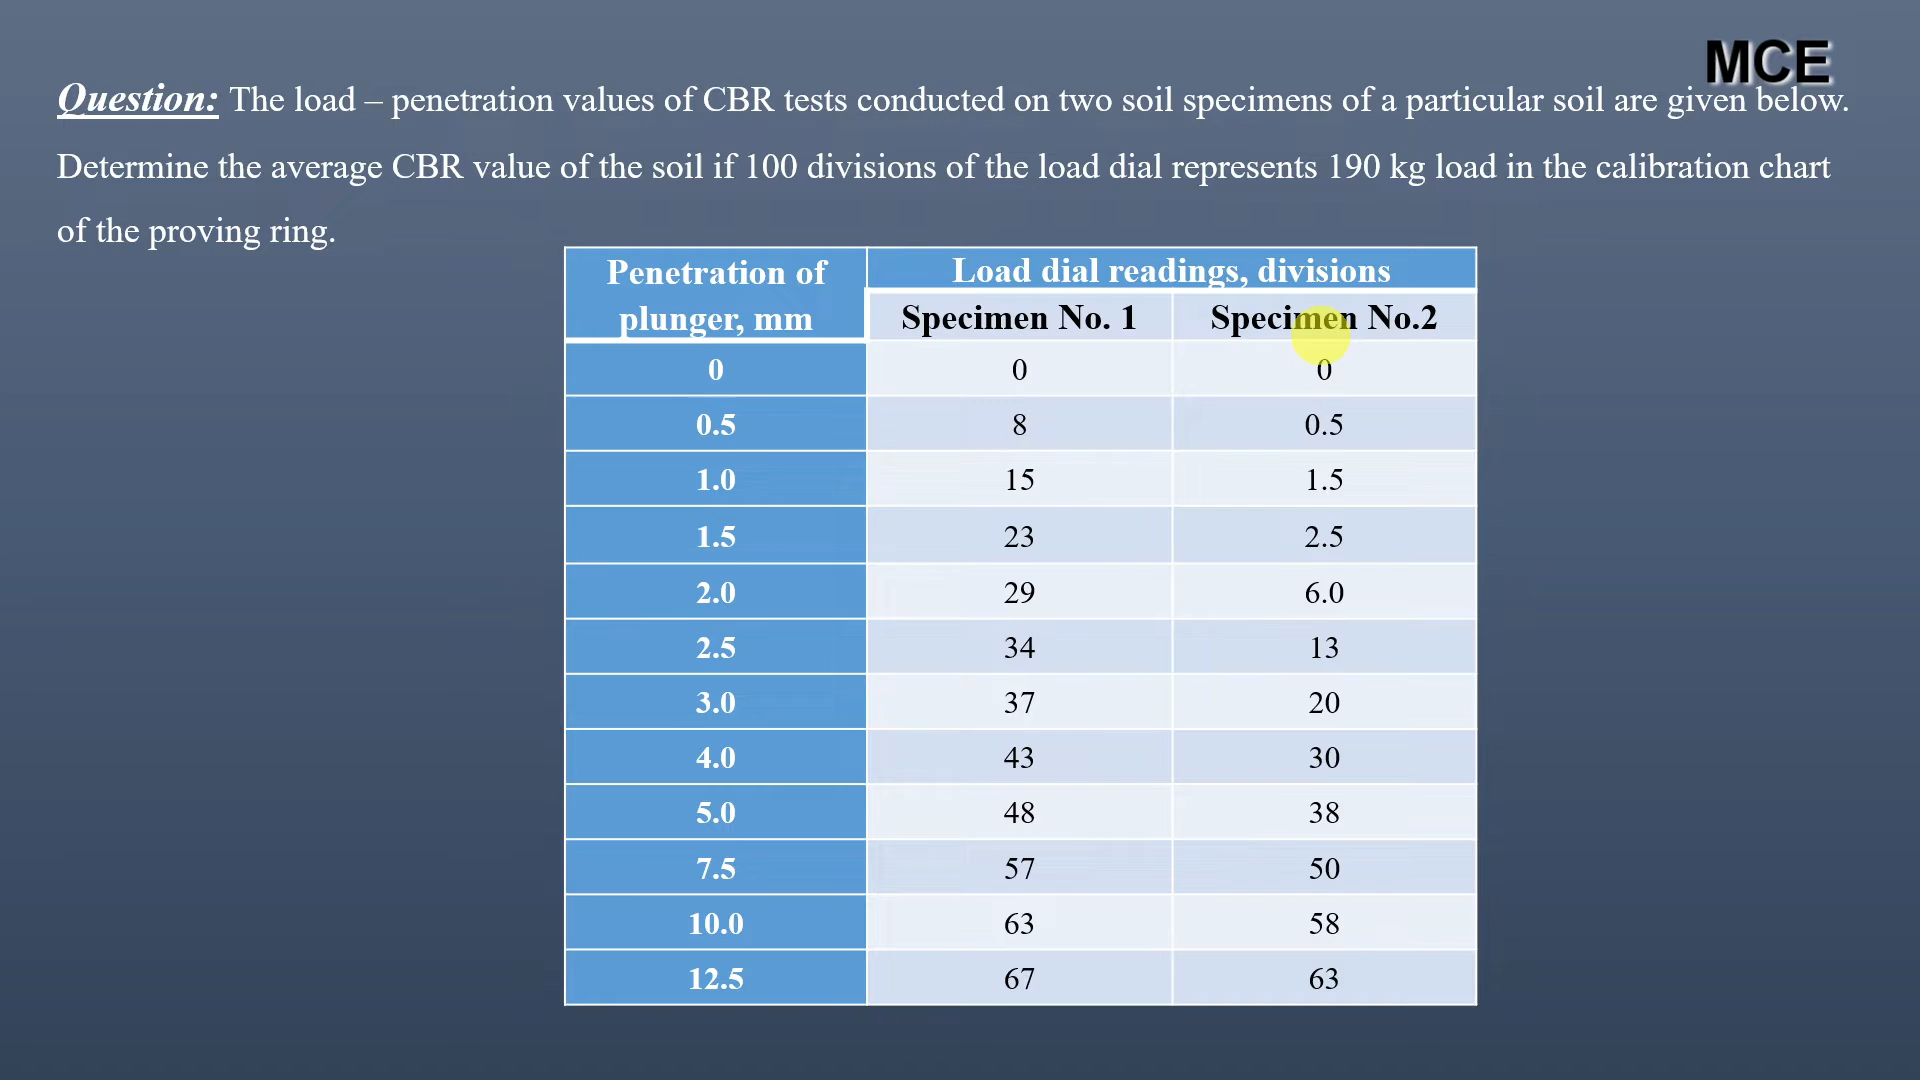 MCE
Question: The load – penetration values of CBR tests conducted on two soil specimens of a particular soil are given below.
Determine the average CBR value of the soil if 100 divisions of the load dial represents 190 kg load in the calibration chart
of the proving ring.
Penetration of plunger, mm Load dial readings, divisions
Specimen No. 1 Specimen No.2
0 0 0
0.5 8 0.5
1.0 15 1.5
1.5 23 2.5
2.0 29 6.0
2.5 34 13
3.0 37 20
4.0 43 30
5.0 48 38
7.5 57 50
10.0 63 58
12.5 67 63